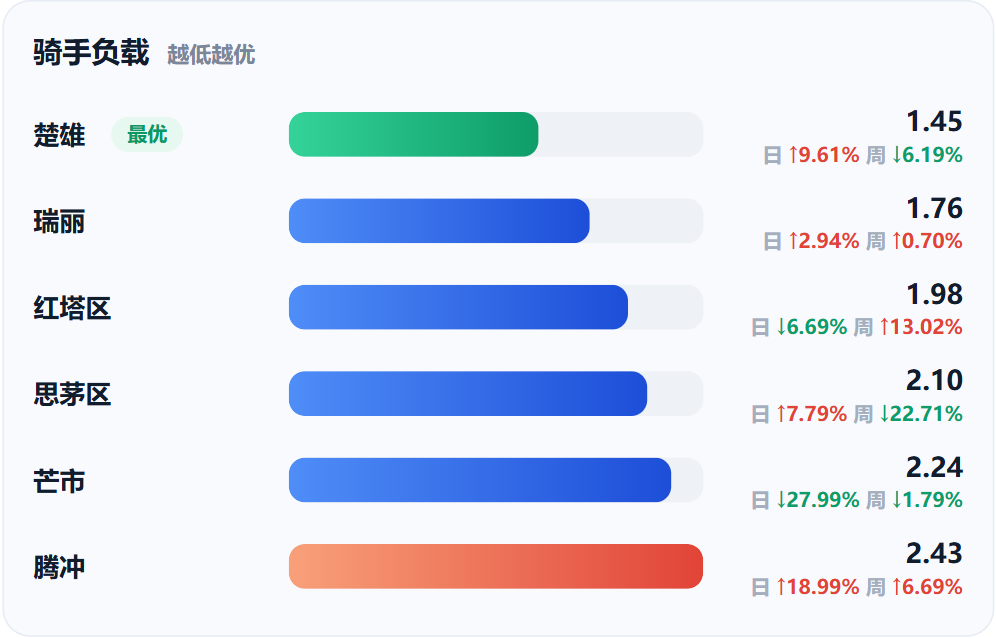 骑手负载 越低越优
楚雄 最优 1.45
日 ↑9.61% 周 ↓6.19%
瑞丽 1.76
日 ↑2.94% 周 ↑0.70%
红塔区 1.98
日 ↓6.69% 周 ↑13.02%
思茅区 2.10
日 ↑7.79% 周 ↓22.71%
芒市 2.24
日 ↓27.99% 周 ↓1.79%
腾冲 2.43
日 ↑18.99% 周 ↑6.69%